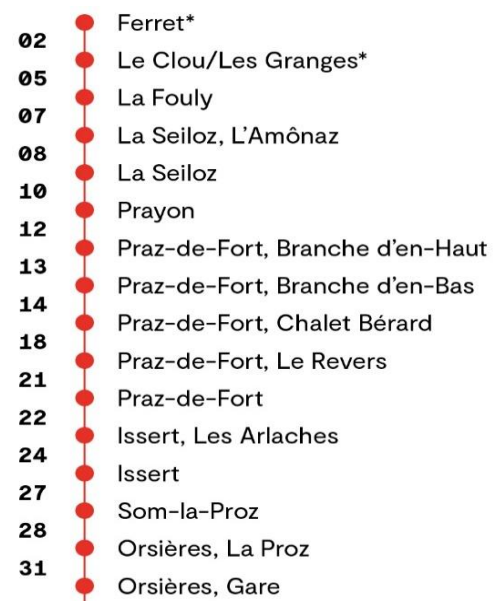 Ferret*
02
Le Clou/Les Granges*
05
La Fouly
07
La Seiloz, L'Amônaz
08
La Seiloz
10
Prayon
12
Praz-de-Fort, Branche d'en-Haut
13
Praz-de-Fort, Branche d'en-Bas
14
Praz-de-Fort, Chalet Bérard
18
Praz-de-Fort, Le Revers
21
Praz-de-Fort
22
Issert, Les Arlaches
24
Issert
27
Som-la-Proz
28
Orsières, La Proz
31
Orsières, Gare